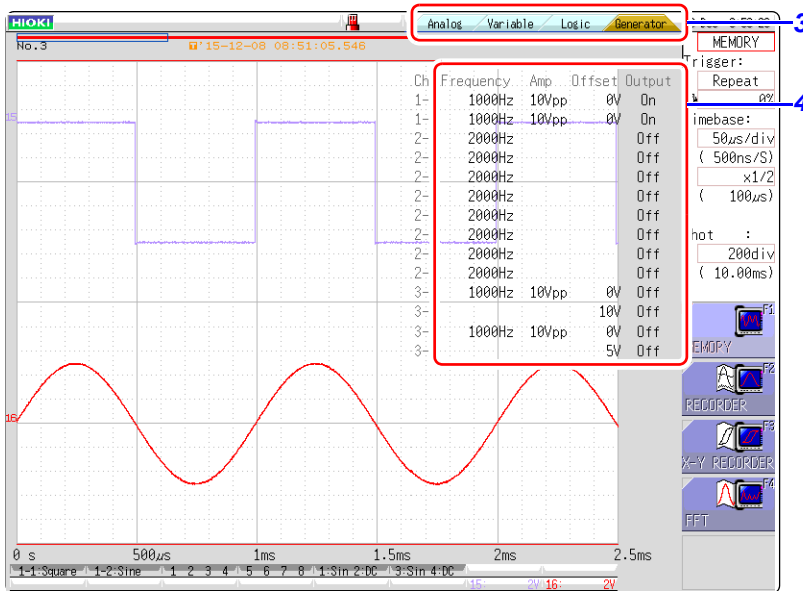 HIOKI
Analog Variable Logic Generator
3
No.3
'15-12-08 08:51:05.546
MEMORY
Trigger:
Repeat
0%
Ch Frequency Amp Offset Output
1- 1000Hz 10Vpp 0V On
4
1- 1000Hz 10Vpp 0V On
2- 2000Hz Off
2- 2000Hz Off
2- 2000Hz Off
2- 2000Hz Off
2- 2000Hz Off
2- 2000Hz Off
2- 2000Hz Off
2- 2000Hz Off
3- 1000Hz 10Vpp 0V Off
3- 10V Off
3- 1000Hz 10Vpp 0V Off
3- 5V Off
15
imebase:
50µs/div
( 500ns/S)
x1/2
( 100µs)
hot :
200div
( 10.00ms)
F1
EMORY
F2
RECORDER
F3
X-Y RECORDER
F4
FFT
16
0 s 500µs 1ms 1.5ms 2ms 2.5ms
1-1:Square 1-2:Sine 1 2 3 4 5 6 7 8 1:Sin 2:DC 3:Sin 4:DC
15: 2V 16: 2V